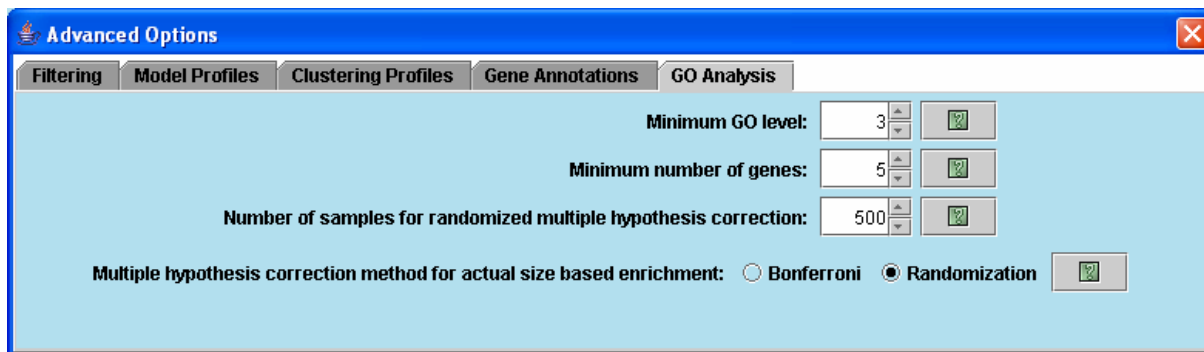 Advanced Options
Filtering Model Profiles Clustering Profiles Gene Annotations GO Analysis
Minimum GO level: 3
Minimum number of genes: 5
Number of samples for randomized multiple hypothesis correction: 500
Multiple hypothesis correction method for actual size based enrichment: Bonferroni Randomization